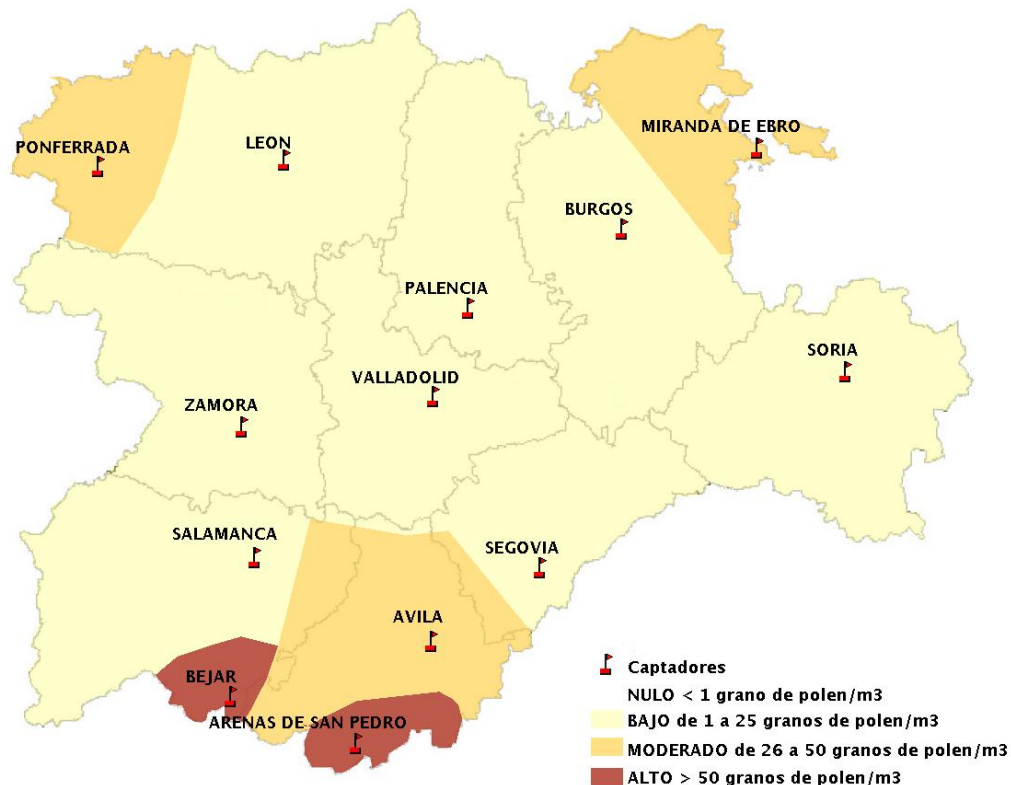 MIRANDA DE EBRO
PONFERRADA
LEON
BURGOS
PALENCIA
SORIA
VALLADOLID
ZAMORA
SALAMANCA
SEGOVIA
AVILA
BEJAR
ARENAS DE SAN PEDRO
Captadores
NULO < 1 grano de polen/m3
BAJO de 1 a 25 granos de polen/m3
MODERADO de 26 a 50 granos de polen/m3
ALTO > 50 granos de polen/m3